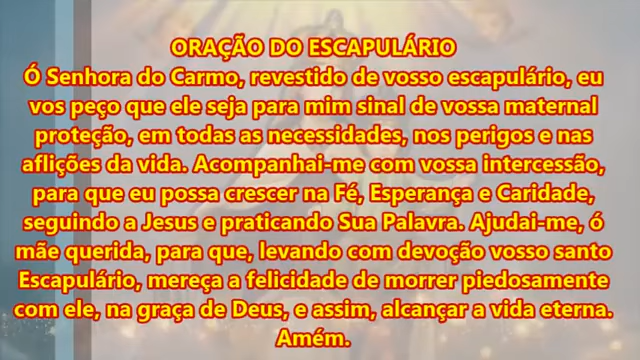 ORAÇÃO DO ESCAPULÁRIO
Ó Senhora do Carmo, revestido de vosso escapulário, eu
vos peço que ele seja para mim sinal de vossa maternal
proteção, em todas as necessidades, nos perigos e nas
aflições da vida. Acompanhai-me com vossa intercessão,
para que eu possa crescer na Fé, Esperança e Caridade,
seguindo a Jesus e praticando Sua Palavra. Ajudai-me, ó
mãe querida, para que, levando com devoção vosso santo
Escapulário, mereça a felicidade de morrer piedosamente
com ele, na graça de Deus, e assim, alcançar a vida eterna.
Amém.